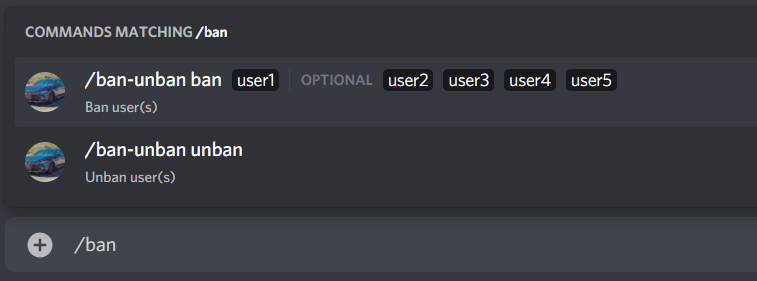 COMMANDS MATCHING /ban
/ban-unban ban user1 OPTIONAL user2 user3 user4 user5
Ban user(s)
/ban-unban unban
Unban user(s)
/ban